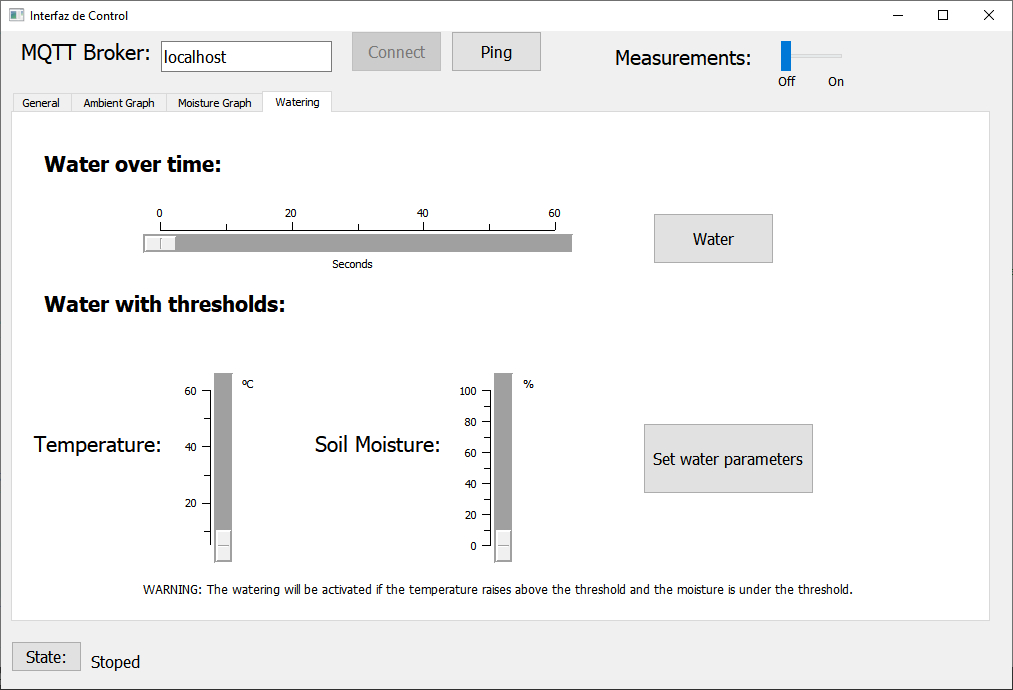 Interfaz de Control
MQTT Broker: localhost Connect Ping Measurements:
Off On
General Ambient Graph Moisture Graph Watering
Water over time:
0 20 40 60
Seconds
Water
Water with thresholds:
Temperature:
60
40
20
ºC
Soil Moisture:
100
80
60
40
20
0
%
Set water parameters
WARNING: The watering will be activated if the temperature raises above the threshold and the moisture is under the threshold.
State: Stoped